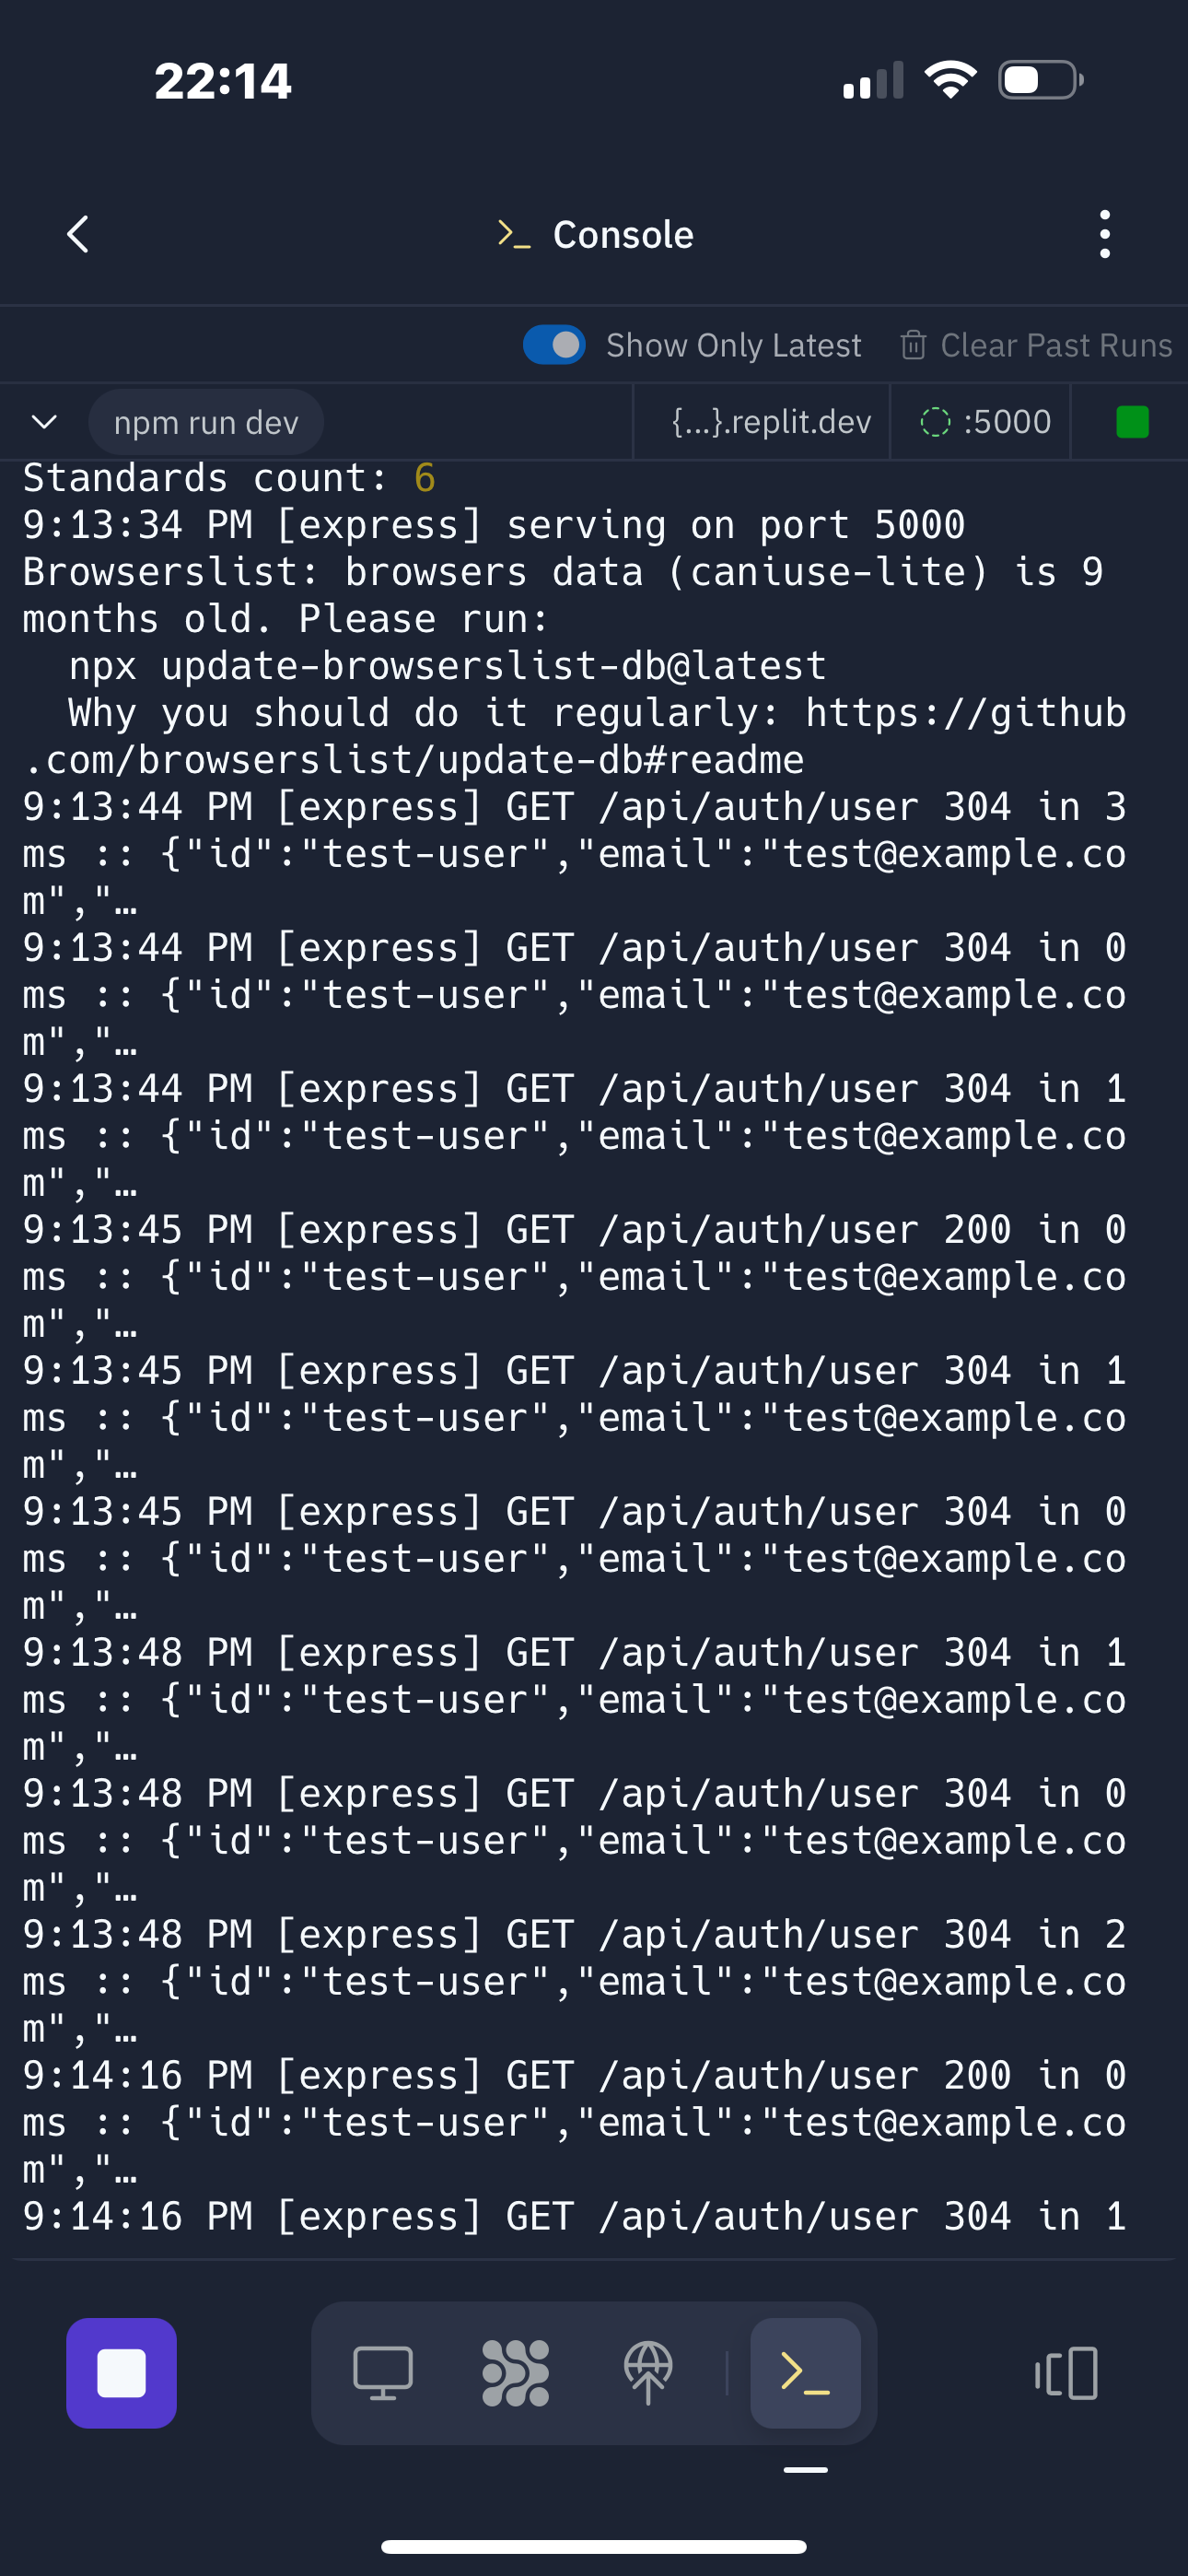 22:14
Console
Show Only Latest Clear Past Runs
npm run dev {...}.replit.dev :5000
Standards count: 6
9:13:34 PM [express] serving on port 5000
Browserslist: browsers data (caniuse-lite) is 9
months old. Please run:
  npx update-browserslist-db@latest
  Why you should do it regularly: https://github
.com/browserslist/update-db#readme
9:13:44 PM [express] GET /api/auth/user 304 in 3
ms :: {"id":"test-user","email":"test@example.co
m","…
9:13:44 PM [express] GET /api/auth/user 304 in 0
ms :: {"id":"test-user","email":"test@example.co
m","…
9:13:44 PM [express] GET /api/auth/user 304 in 1
ms :: {"id":"test-user","email":"test@example.co
m","…
9:13:45 PM [express] GET /api/auth/user 200 in 0
ms :: {"id":"test-user","email":"test@example.co
m","…
9:13:45 PM [express] GET /api/auth/user 304 in 1
ms :: {"id":"test-user","email":"test@example.co
m","…
9:13:45 PM [express] GET /api/auth/user 304 in 0
ms :: {"id":"test-user","email":"test@example.co
m","…
9:13:48 PM [express] GET /api/auth/user 304 in 1
ms :: {"id":"test-user","email":"test@example.co
m","…
9:13:48 PM [express] GET /api/auth/user 304 in 0
ms :: {"id":"test-user","email":"test@example.co
m","…
9:13:48 PM [express] GET /api/auth/user 304 in 2
ms :: {"id":"test-user","email":"test@example.co
m","…
9:14:16 PM [express] GET /api/auth/user 200 in 0
ms :: {"id":"test-user","email":"test@example.co
m","…
9:14:16 PM [express] GET /api/auth/user 304 in 1